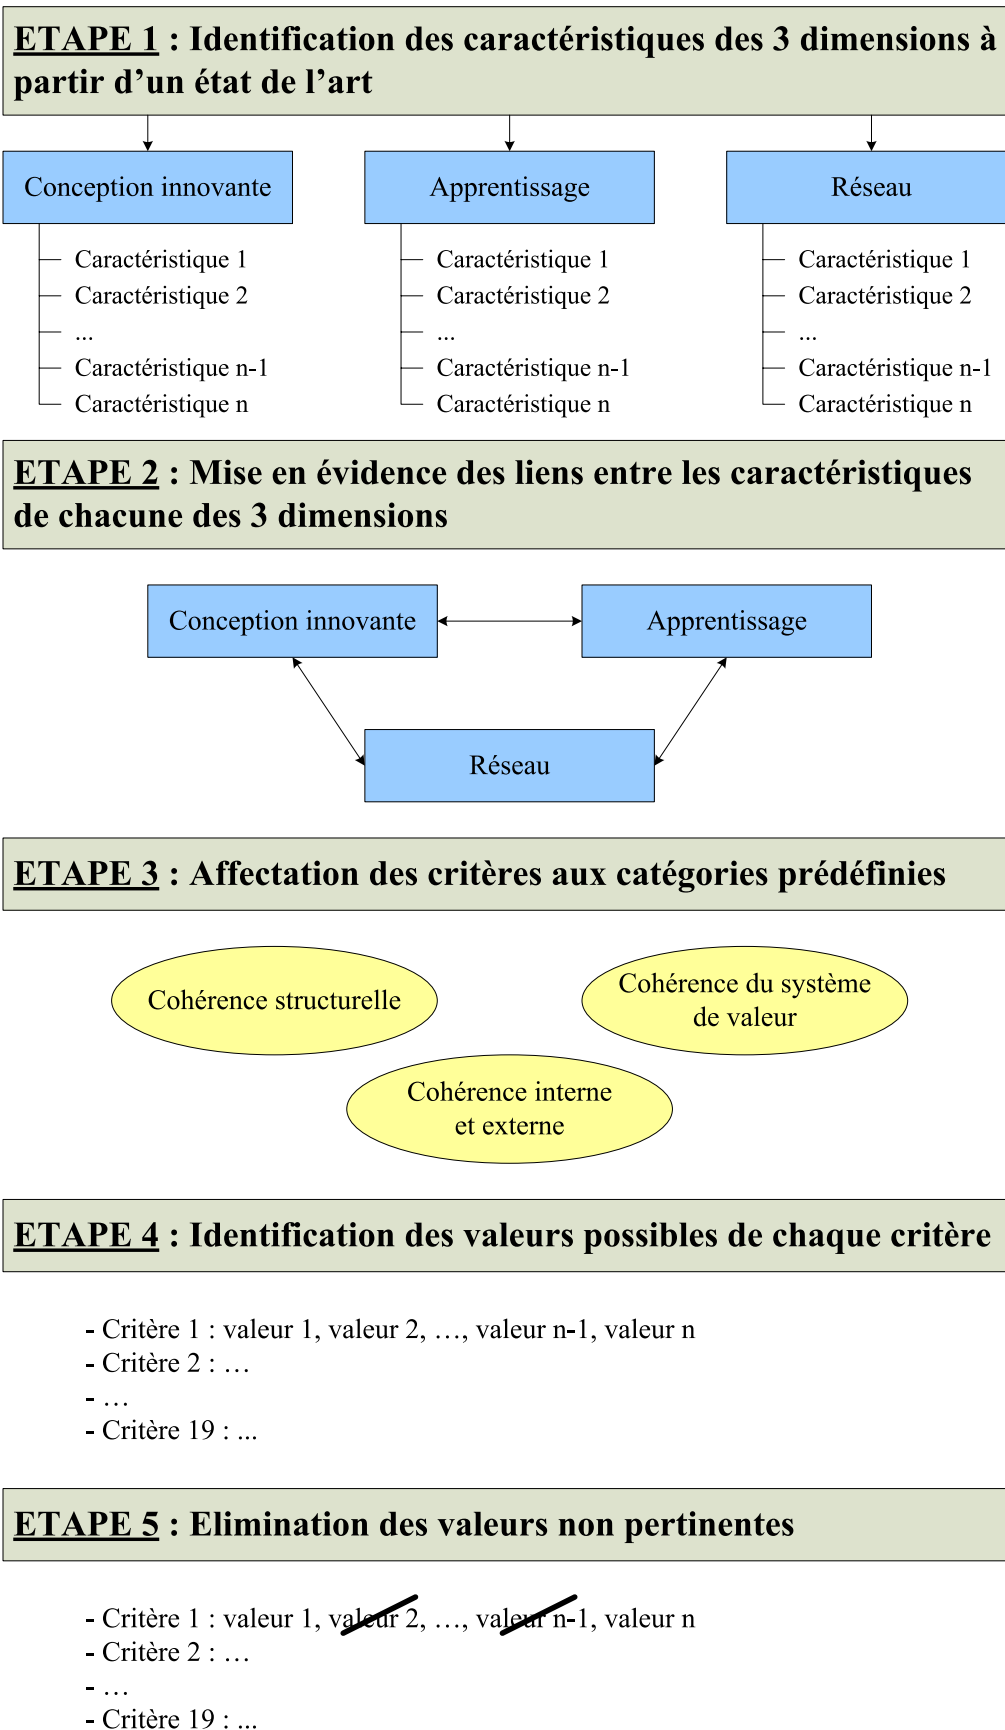 ETAPE 1 : Identification des caractéristiques des 3 dimensions à
partir d’un état de l’art
Conception innovante
Apprentissage
Réseau
Caractéristique 1
Caractéristique 2
...
Caractéristique n-1
Caractéristique n
Caractéristique 1
Caractéristique 2
...
Caractéristique n-1
Caractéristique n
Caractéristique 1
Caractéristique 2
...
Caractéristique n-1
Caractéristique n
ETAPE 2 : Mise en évidence des liens entre les caractéristiques
de chacune des 3 dimensions
Conception innovante
Apprentissage
Réseau
ETAPE 3 : Affectation des critères aux catégories prédéfinies
Cohérence structurelle
Cohérence du système
de valeur
Cohérence interne
et externe
ETAPE 4 : Identification des valeurs possibles de chaque critère
- Critère 1 : valeur 1, valeur 2, …, valeur n-1, valeur n
- Critère 2 : …
- …
- Critère 19 : ...
ETAPE 5 : Elimination des valeurs non pertinentes
- Critère 1 : valeur 1, valeur 2, …, valeur n-1, valeur n
- Critère 2 : …
- …
- Critère 19 : ...